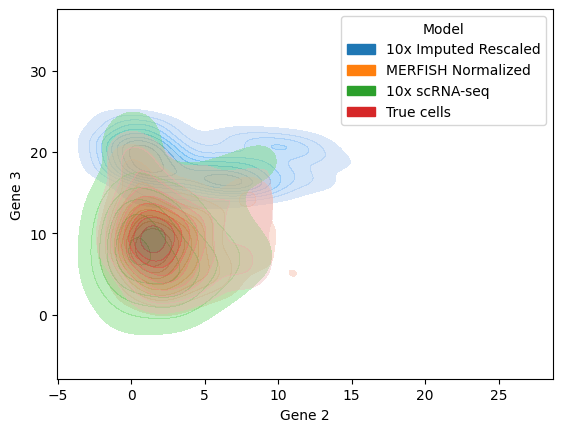 Model
10x Imputed Rescaled
MERFISH Normalized
10x scRNA-seq
True cells
Gene 3
30
20
10
0
−5
0
5
10
15
20
25
Gene 2